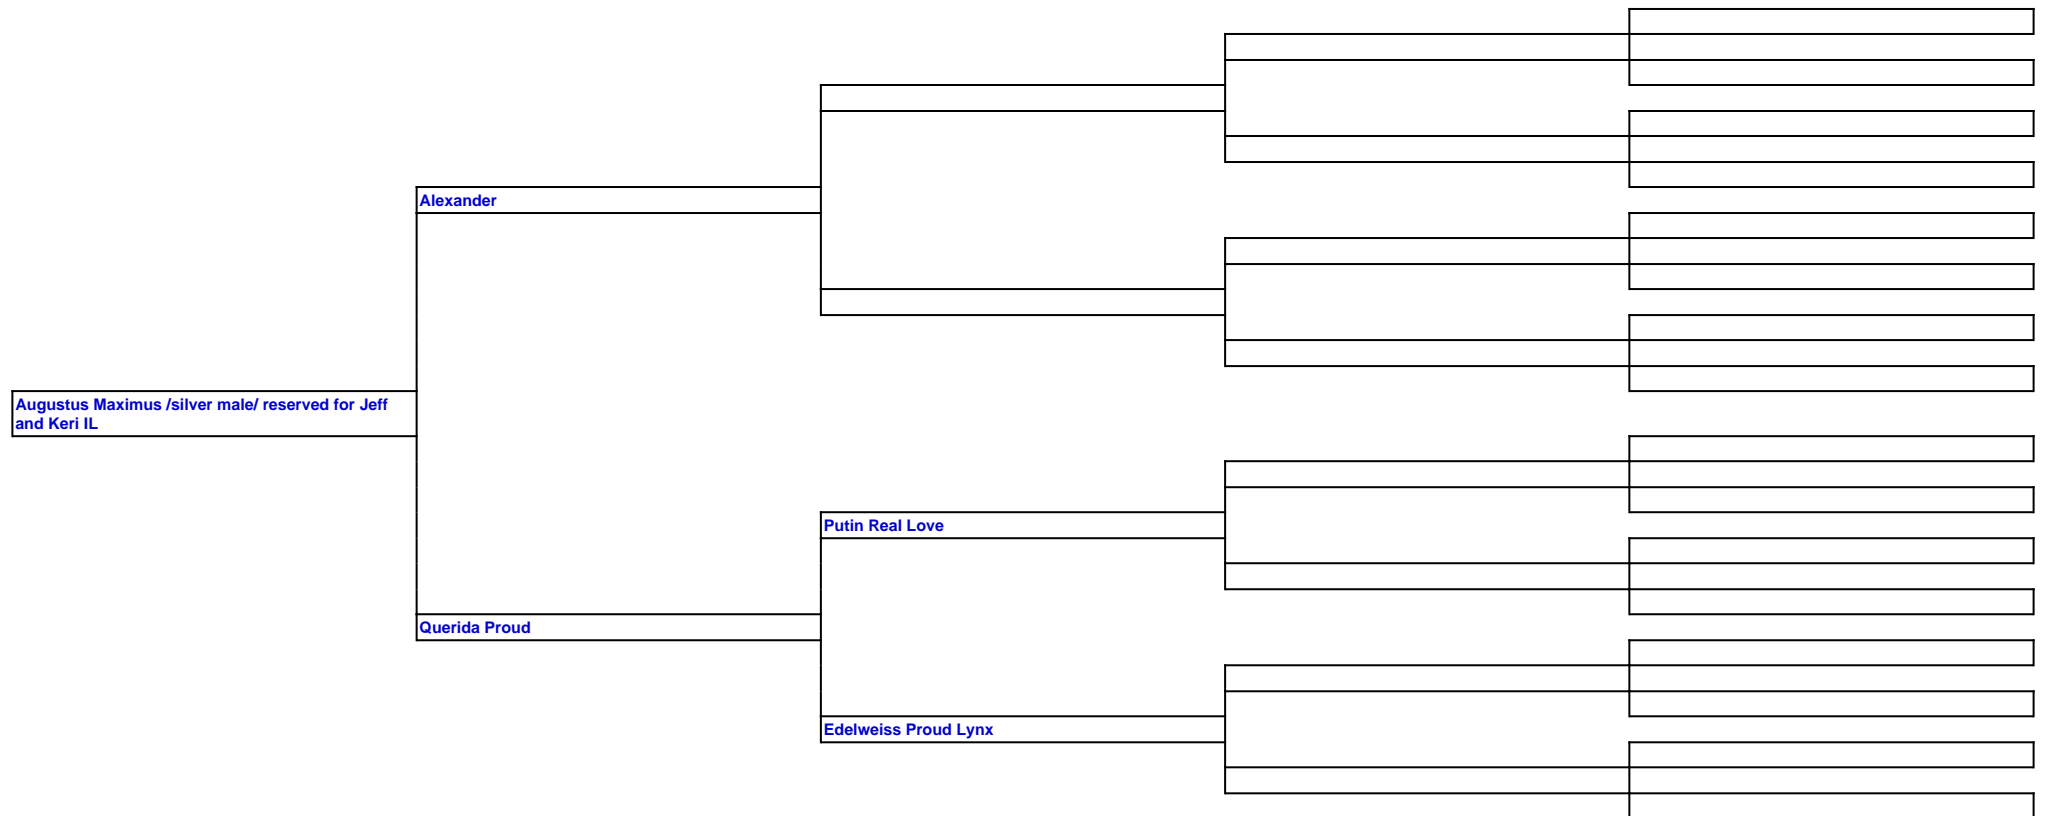 Alexander
Augustus Maximus /silver male/ reserved for Jeff
and Keri IL
Putin Real Love
Querida Proud
Edelweiss Proud Lynx